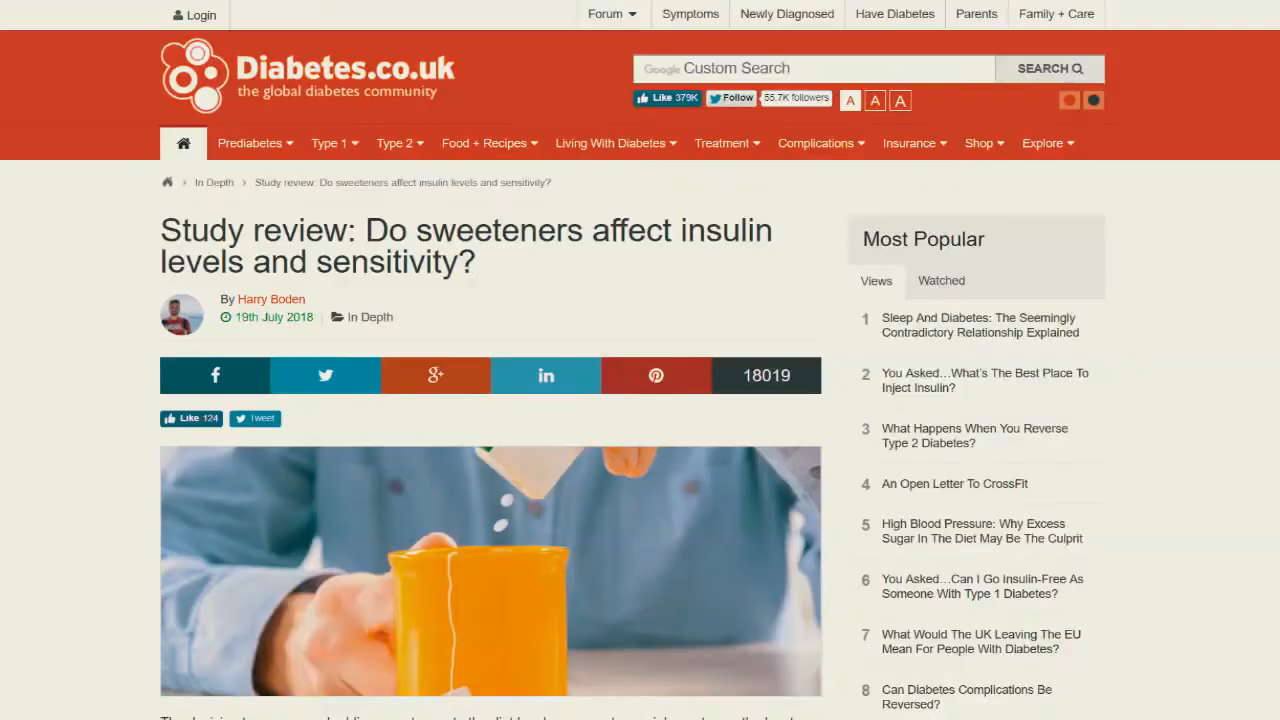 Login
Forum
Symptoms
Newly Diagnosed
Have Diabetes
Parents
Family + Care
Diabetes.co.uk
the global diabetes community
Google Custom Search
SEARCH
Like 379K
Follow
55.7K followers
A
A
A
Prediabetes
Type 1
Type 2
Food + Recipes
Living With Diabetes
Treatment
Complications
Insurance
Shop
Explore
In Depth
Study review: Do sweeteners affect insulin levels and sensitivity?
Study review: Do sweeteners affect insulin
levels and sensitivity?
By Harry Boden
19th July 2018
In Depth
18019
Like 124
Tweet
Most Popular
Views
Watched
1 Sleep And Diabetes: The Seemingly
Contradictory Relationship Explained
2 You Asked…What's The Best Place To
Inject Insulin?
3 What Happens When You Reverse
Type 2 Diabetes?
4 An Open Letter To CrossFit
5 High Blood Pressure: Why Excess
Sugar In The Diet May Be The Culprit
6 You Asked…Can I Go Insulin-Free As
Someone With Type 1 Diabetes?
7 What Would The UK Leaving The EU
Mean For People With Diabetes?
8 Can Diabetes Complications Be
Reversed?